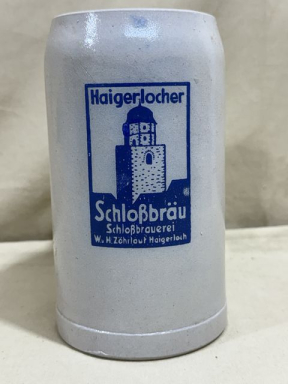 Haigerlocher
Schloßbräu
Schloßbrauerei
W. H. Zöhrlaut Haigerloch